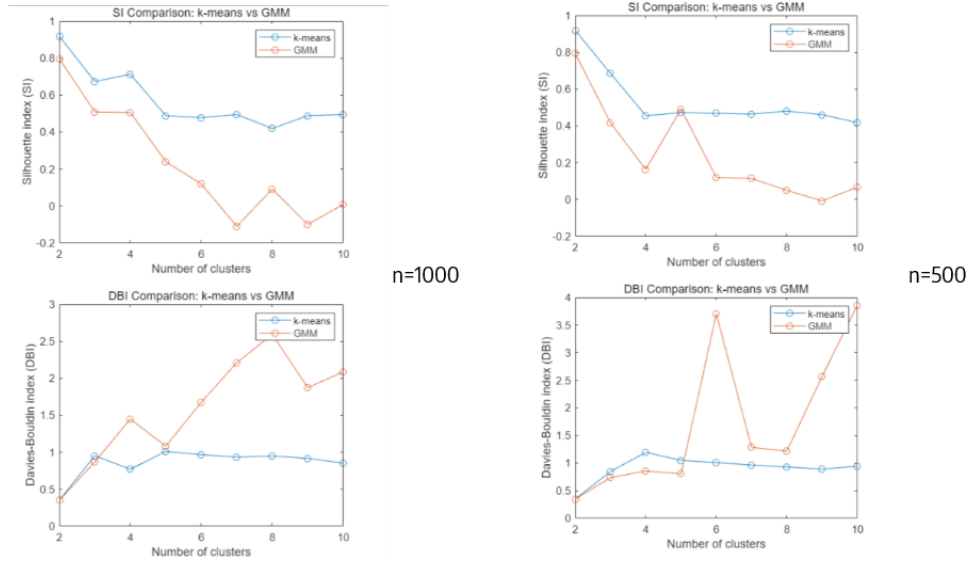 SI Comparison: k-means vs GMM
1
0.8
0.6
0.4
0.2
0
-0.2
Silhouette index (SI)
k-means
GMM
2 4 6 8 10
Number of clusters
n=1000
DBI Comparison: k-means vs GMM
3
2.5
2
1.5
1
0.5
0
Davies-Bouldin index (DBI)
k-means
GMM
2 4 6 8 10
Number of clusters
SI Comparison: k-means vs GMM
1
0.8
0.6
0.4
0.2
0
-0.2
Silhouette index (SI)
k-means
GMM
2 4 6 8 10
Number of clusters
n=500
DBI Comparison: k-means vs GMM
4
3.5
3
2.5
2
1.5
1
0.5
0
Davies-Bouldin index (DBI)
k-means
GMM
2 4 6 8 10
Number of clusters